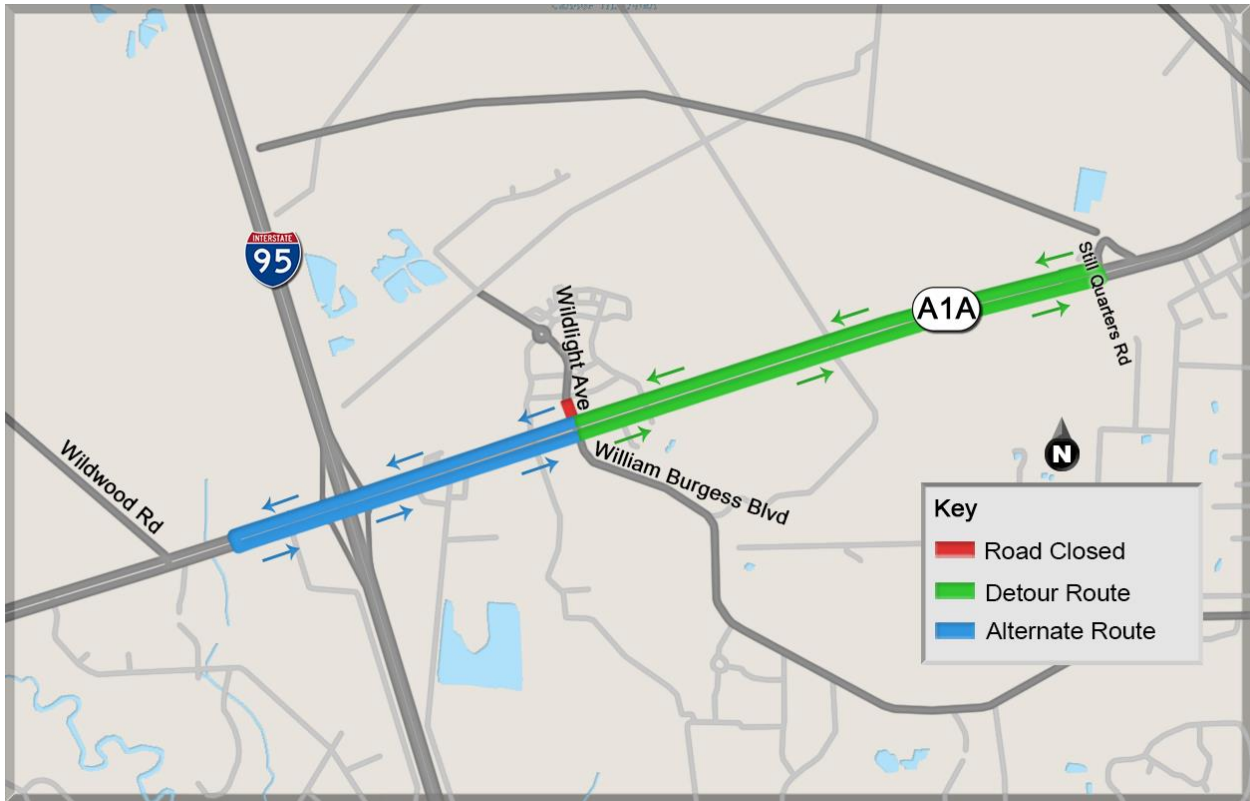 INTERSTATE
95
Still Quarters Rd
A1A
Wildlight Ave
William Burgess Blvd
Wildwood Rd
N
Key
Road Closed
Detour Route
Alternate Route